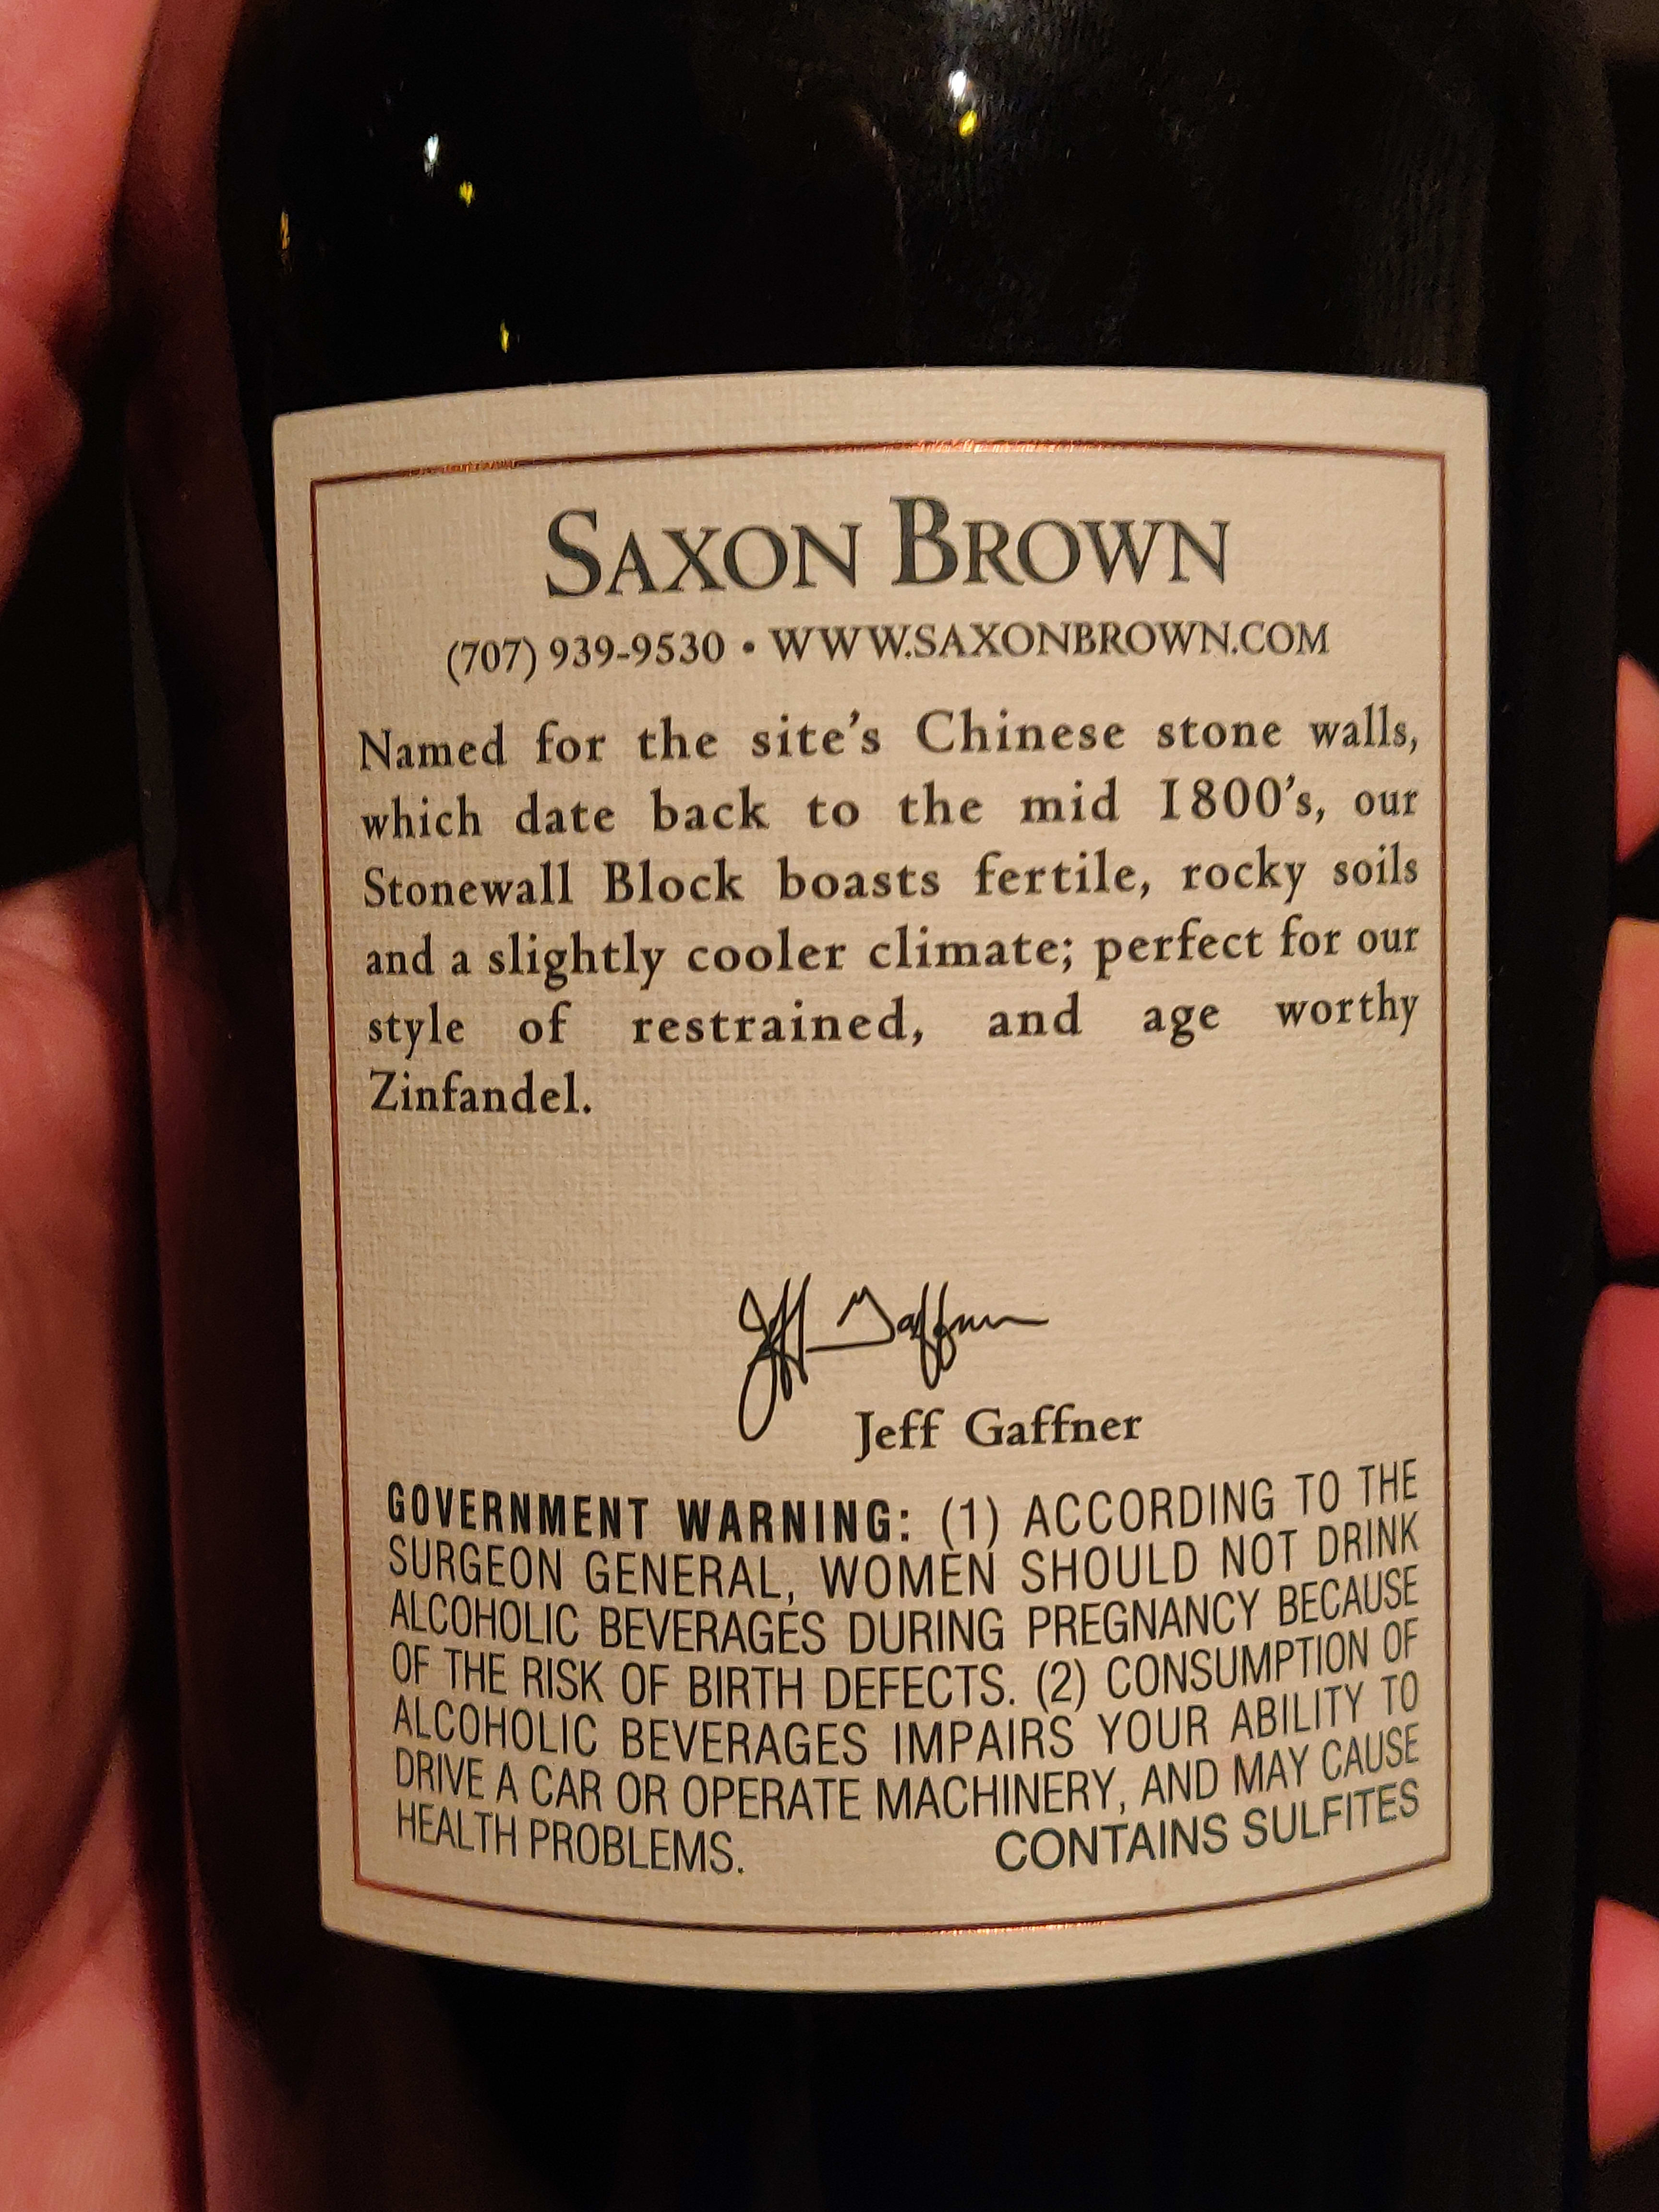 SAXON BROWN
(707) 939-9530 • WWW.SAXONBROWN.COM
Named for the site's Chinese stone walls,
which date back to the mid 1800's, our
Stonewall Block boasts fertile, rocky soils
and a slightly cooler climate; perfect for our
style of restrained, and age worthy
Zinfandel.
Jeff Gaffner
Jeff Gaffner
GOVERNMENT WARNING: (1) ACCORDING TO THE
SURGEON GENERAL, WOMEN SHOULD NOT DRINK
ALCOHOLIC BEVERAGES DURING PREGNANCY BECAUSE
OF THE RISK OF BIRTH DEFECTS. (2) CONSUMPTION OF
ALCOHOLIC BEVERAGES IMPAIRS YOUR ABILITY TO
DRIVE A CAR OR OPERATE MACHINERY, AND MAY CAUSE
HEALTH PROBLEMS. CONTAINS SULFITES